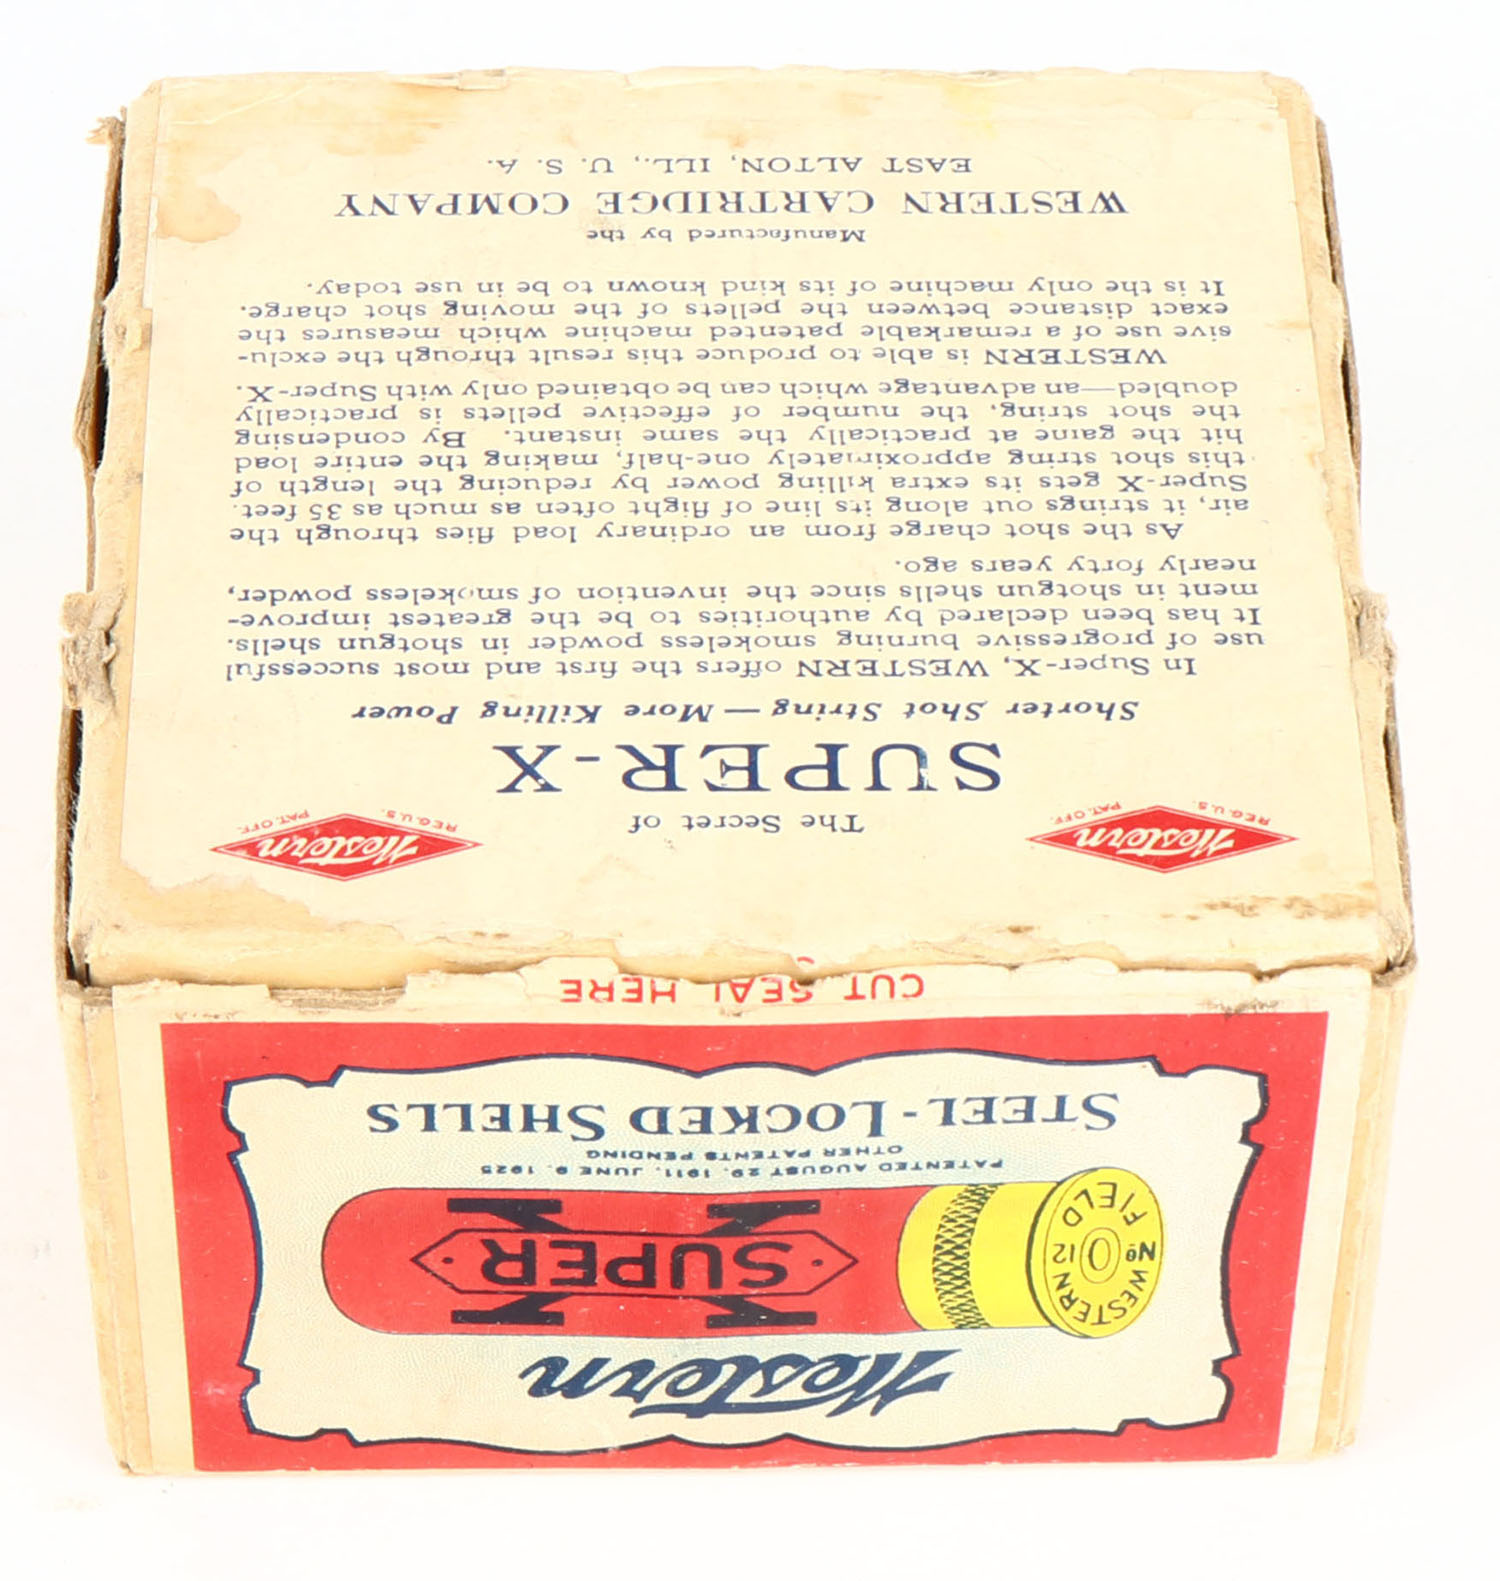 Western
REG. U.S.
PAT. OFF.
Western
REG. U.S.
PAT. OFF.
The Secret of
SUPER-X
Shorter Shot String — More Killing Power
In Super-X, WESTERN offers the first and most successful
use of progressive burning smokeless powder in shotgun shells.
It has been declared by authorities to be the greatest improve-
ment in shotgun shells since the invention of smokeless powder,
nearly forty years ago.
As the shot charge from an ordinary load flies through the
air, it strings out along its line of flight often as much as 35 feet.
Super-X gets its extra killing power by reducing the length of
this shot string approximately one-half, making the entire load
hit the game at practically the same instant. By condensing
the shot string, the number of effective pellets is practically
doubled—an advantage which can be obtained only with Super-X.
WESTERN is able to produce this result through the exclu-
sive use of a remarkable patented machine which measures the
exact distance between the pellets of the moving shot charge.
It is the only machine of its kind known to be in use today.
Manufactured by the
WESTERN CARTRIDGE COMPANY
EAST ALTON, ILL., U. S. A.
Western
WESTERN
No 12
FIELD
SUPER
X
PATENTED AUGUST 29, 1911, JUNE 9, 1925
OTHER PATENTS PENDING
STEEL-LOCKED SHELLS
CUT SEAL HERE